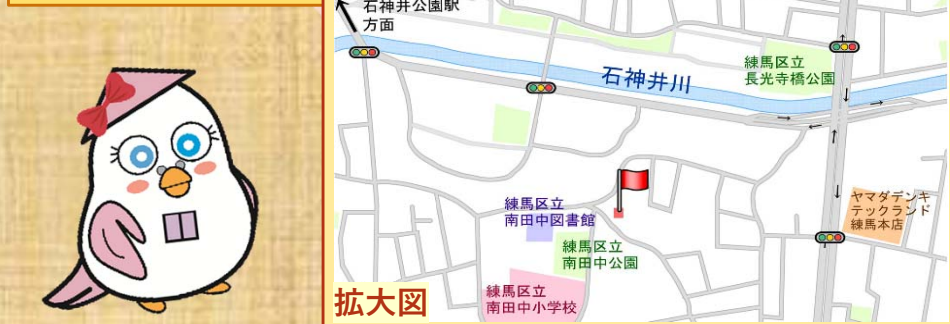 石神井公園駅
方面
練馬区立
長光寺橋公園
石神井川
ヤマダデンキ
テックランド
練馬本店
練馬区立
南田中図書館
練馬区立
南田中公園
練馬区立
南田中小学校
拡大図